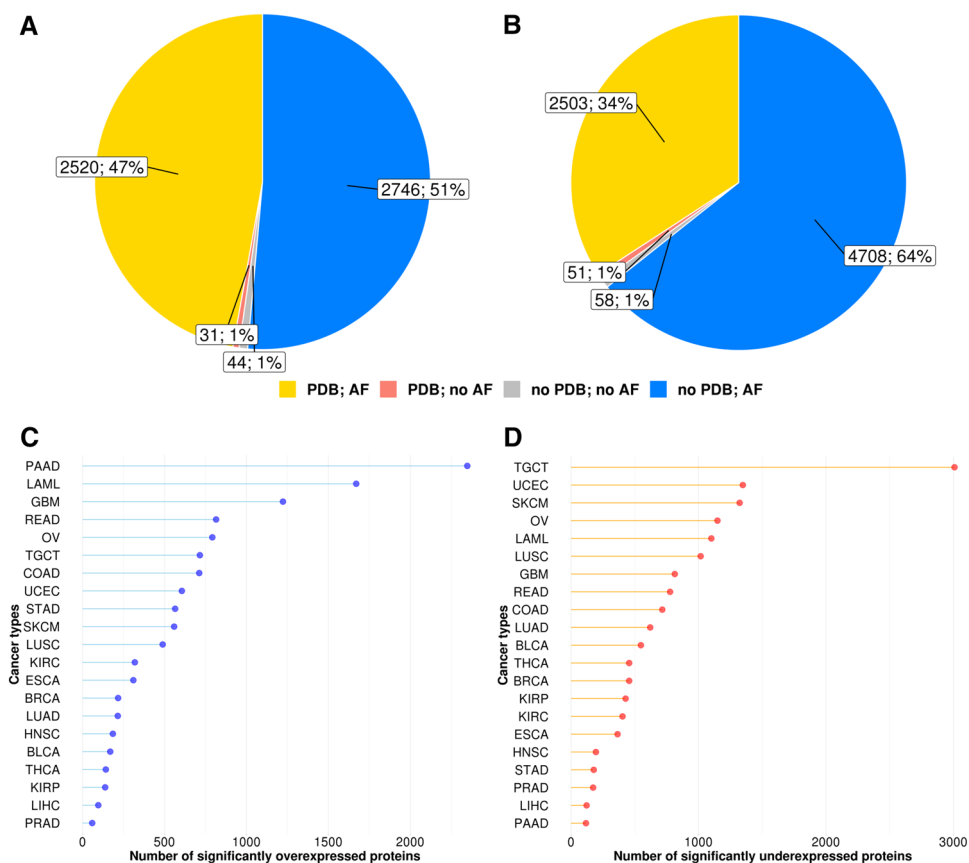 A
2520; 47%
2746; 51%
31; 1%
44; 1%
B
2503; 34%
4708; 64%
51; 1%
58; 1%
PDB; AF
PDB; no AF
no PDB; no AF
no PDB; AF
C
Cancer types
PAAD
LAML
GBM
READ
OV
TGCT
COAD
UCEC
STAD
SKCM
LUSC
KIRC
ESCA
BRCA
LUAD
HNSC
BLCA
THCA
KIRP
LIHC
PRAD
0 500 1000 1500 2000
Number of significantly overexpressed proteins
D
Cancer types
TGCT
UCEC
SKCM
OV
LAML
LUSC
GBM
READ
COAD
LUAD
BLCA
THCA
BRCA
KIRP
KIRC
ESCA
HNSC
STAD
PRAD
LIHC
PAAD
0 1000 2000 3000
Number of significantly underexpressed proteins